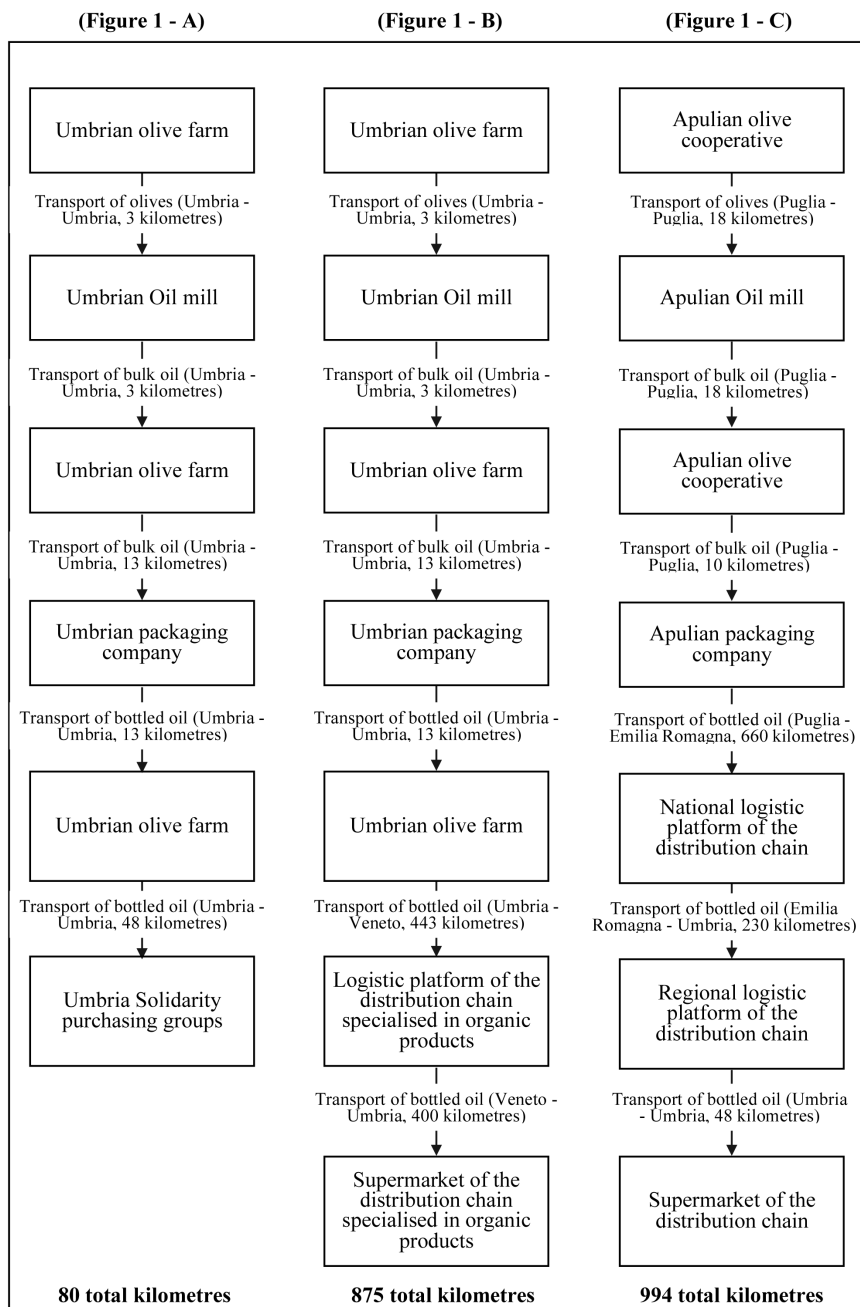 (Figure 1 - A)
Umbrian olive farm
Transport of olives (Umbria -
Umbria, 3 kilometres)
Umbrian Oil mill
Transport of bulk oil (Umbria -
Umbria, 3 kilometres)
Umbrian olive farm
Transport of bulk oil (Umbria -
Umbria, 13 kilometres)
Umbrian packaging
company
Transport of bottled oil (Umbria -
Umbria, 13 kilometres)
Umbrian olive farm
Transport of bottled oil (Umbria -
Umbria, 48 kilometres)
Umbria Solidarity
purchasing groups
80 total kilometres
(Figure 1 - B)
Umbrian olive farm
Transport of olives (Umbria -
Umbria, 3 kilometres)
Umbrian Oil mill
Transport of bulk oil (Umbria -
Umbria, 3 kilometres)
Umbrian olive farm
Transport of bulk oil (Umbria -
Umbria, 13 kilometres)
Umbrian packaging
company
Transport of bottled oil (Umbria -
Umbria, 13 kilometres)
Umbrian olive farm
Transport of bottled oil (Umbria -
Veneto, 443 kilometres)
Logistic platform of the
distribution chain
specialised in organic
products
Transport of bottled oil (Veneto -
Umbria, 400 kilometres)
Supermarket of the
distribution chain
specialised in organic
products
875 total kilometres
(Figure 1 - C)
Apulian olive
cooperative
Transport of olives (Puglia -
Puglia, 18 kilometres)
Apulian Oil mill
Transport of bulk oil (Puglia -
Puglia, 18 kilometres)
Apulian olive
cooperative
Transport of bulk oil (Puglia -
Puglia, 10 kilometres)
Apulian packaging
company
Transport of bottled oil (Puglia -
Emilia Romagna, 660 kilometres)
National logistic
platform of the
distribution chain
Transport of bottled oil (Emilia
Romagna - Umbria, 230 kilometres)
Regional logistic
platform of the
distribution chain
Transport of bottled oil (Umbria
- Umbria, 48 kilometres)
Supermarket of the
distribution chain
994 total kilometres